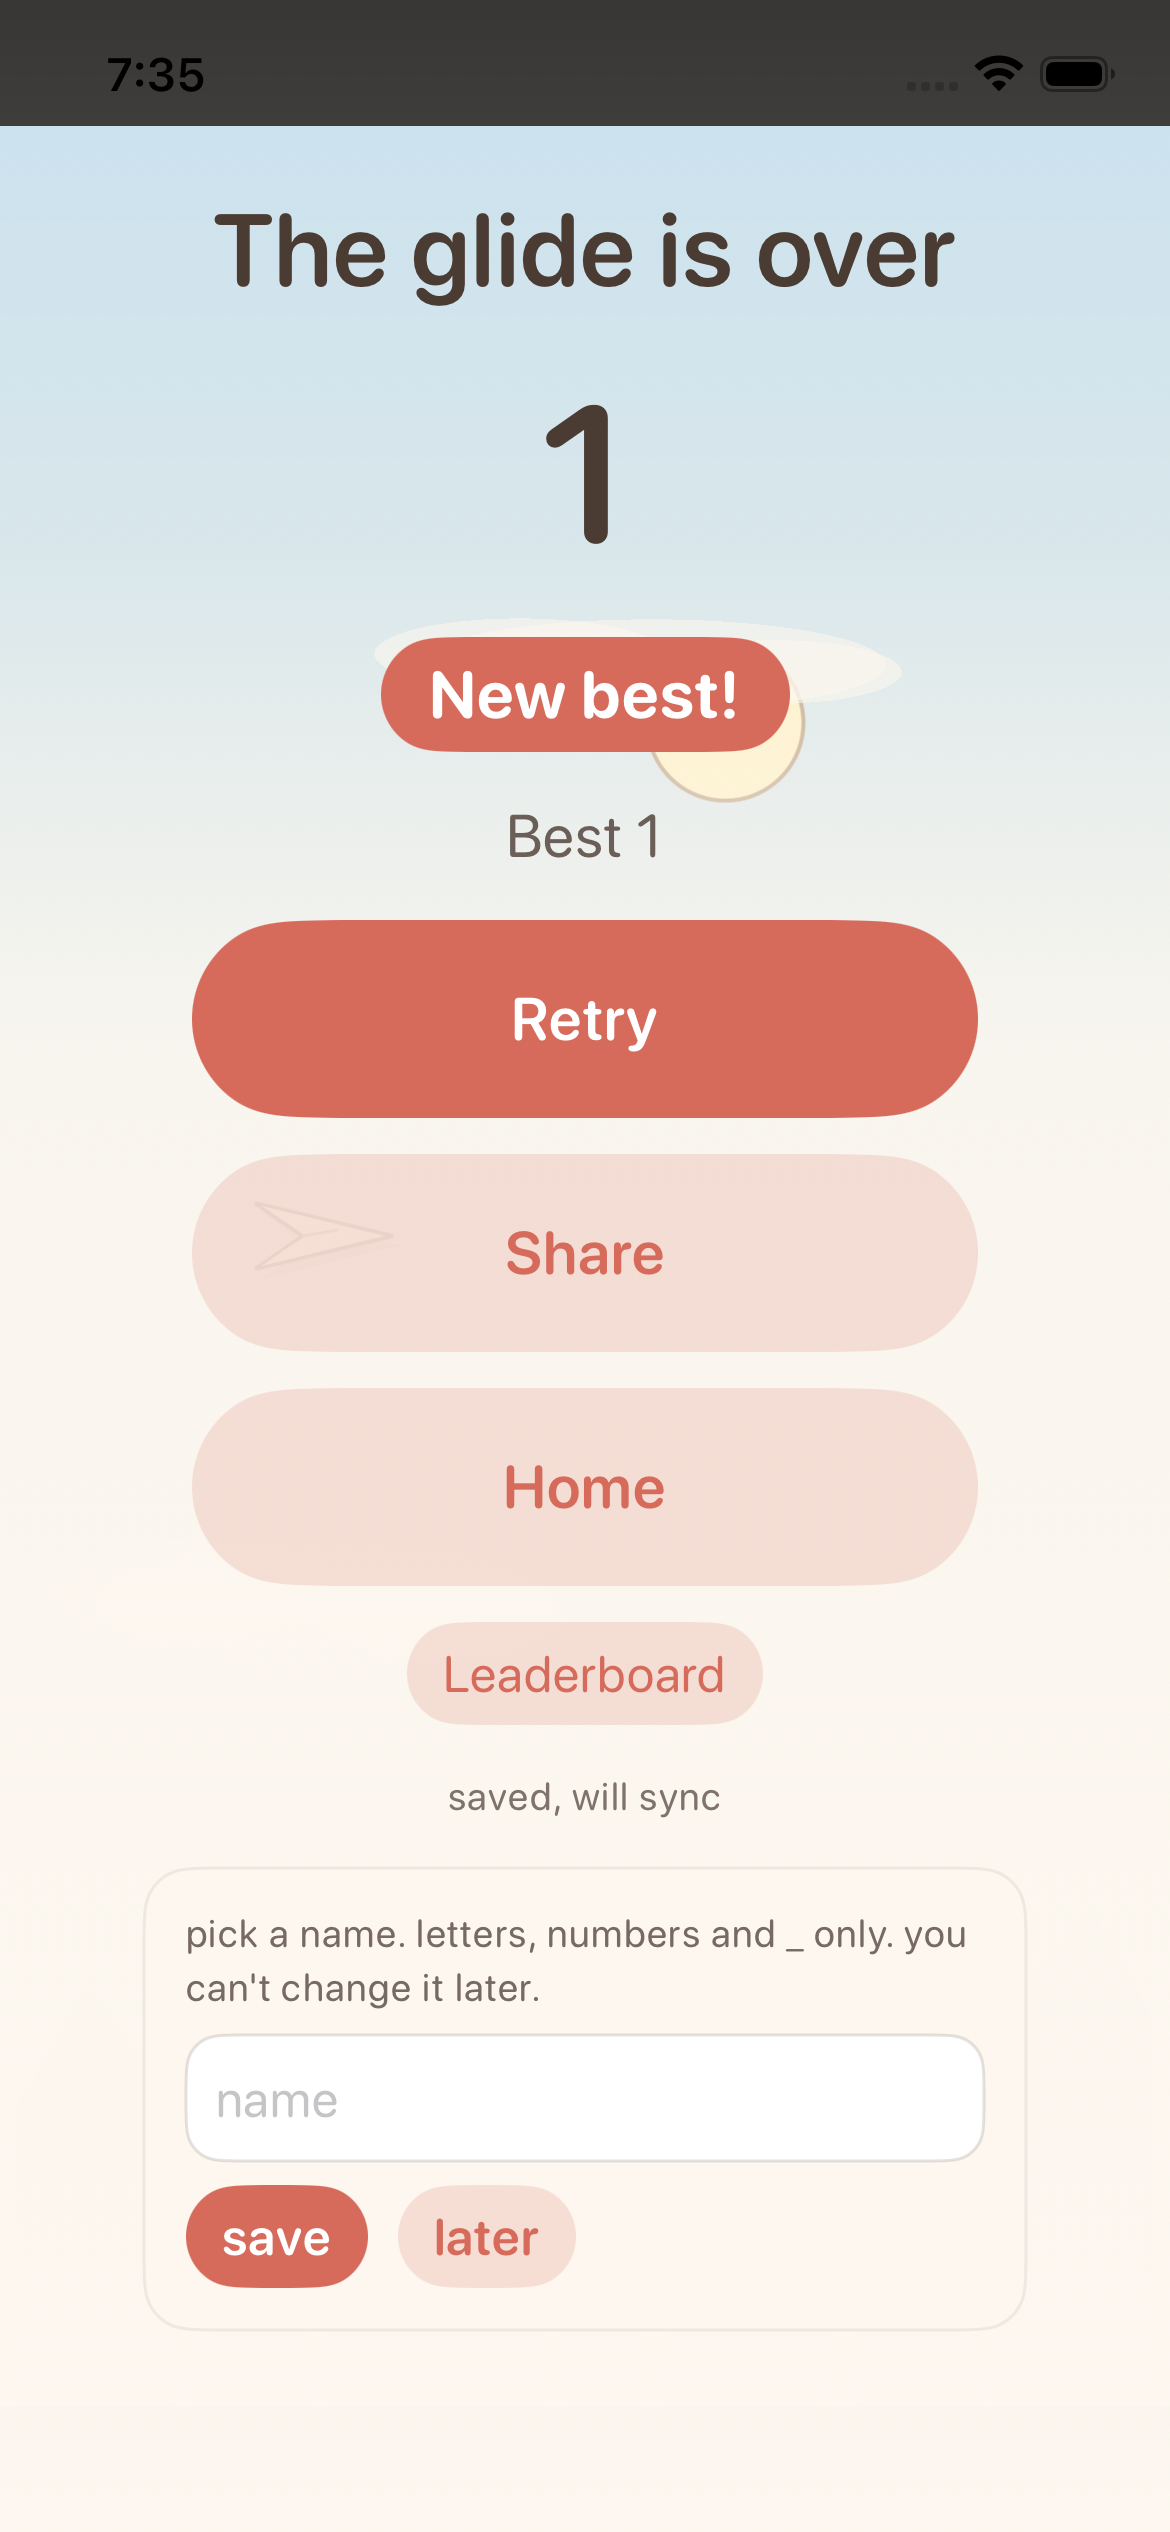 7:35
The glide is over
1
New best!
Best 1
Retry
Share
Home
Leaderboard
saved, will sync
pick a name. letters, numbers and _ only. you
can't change it later.
name
save later